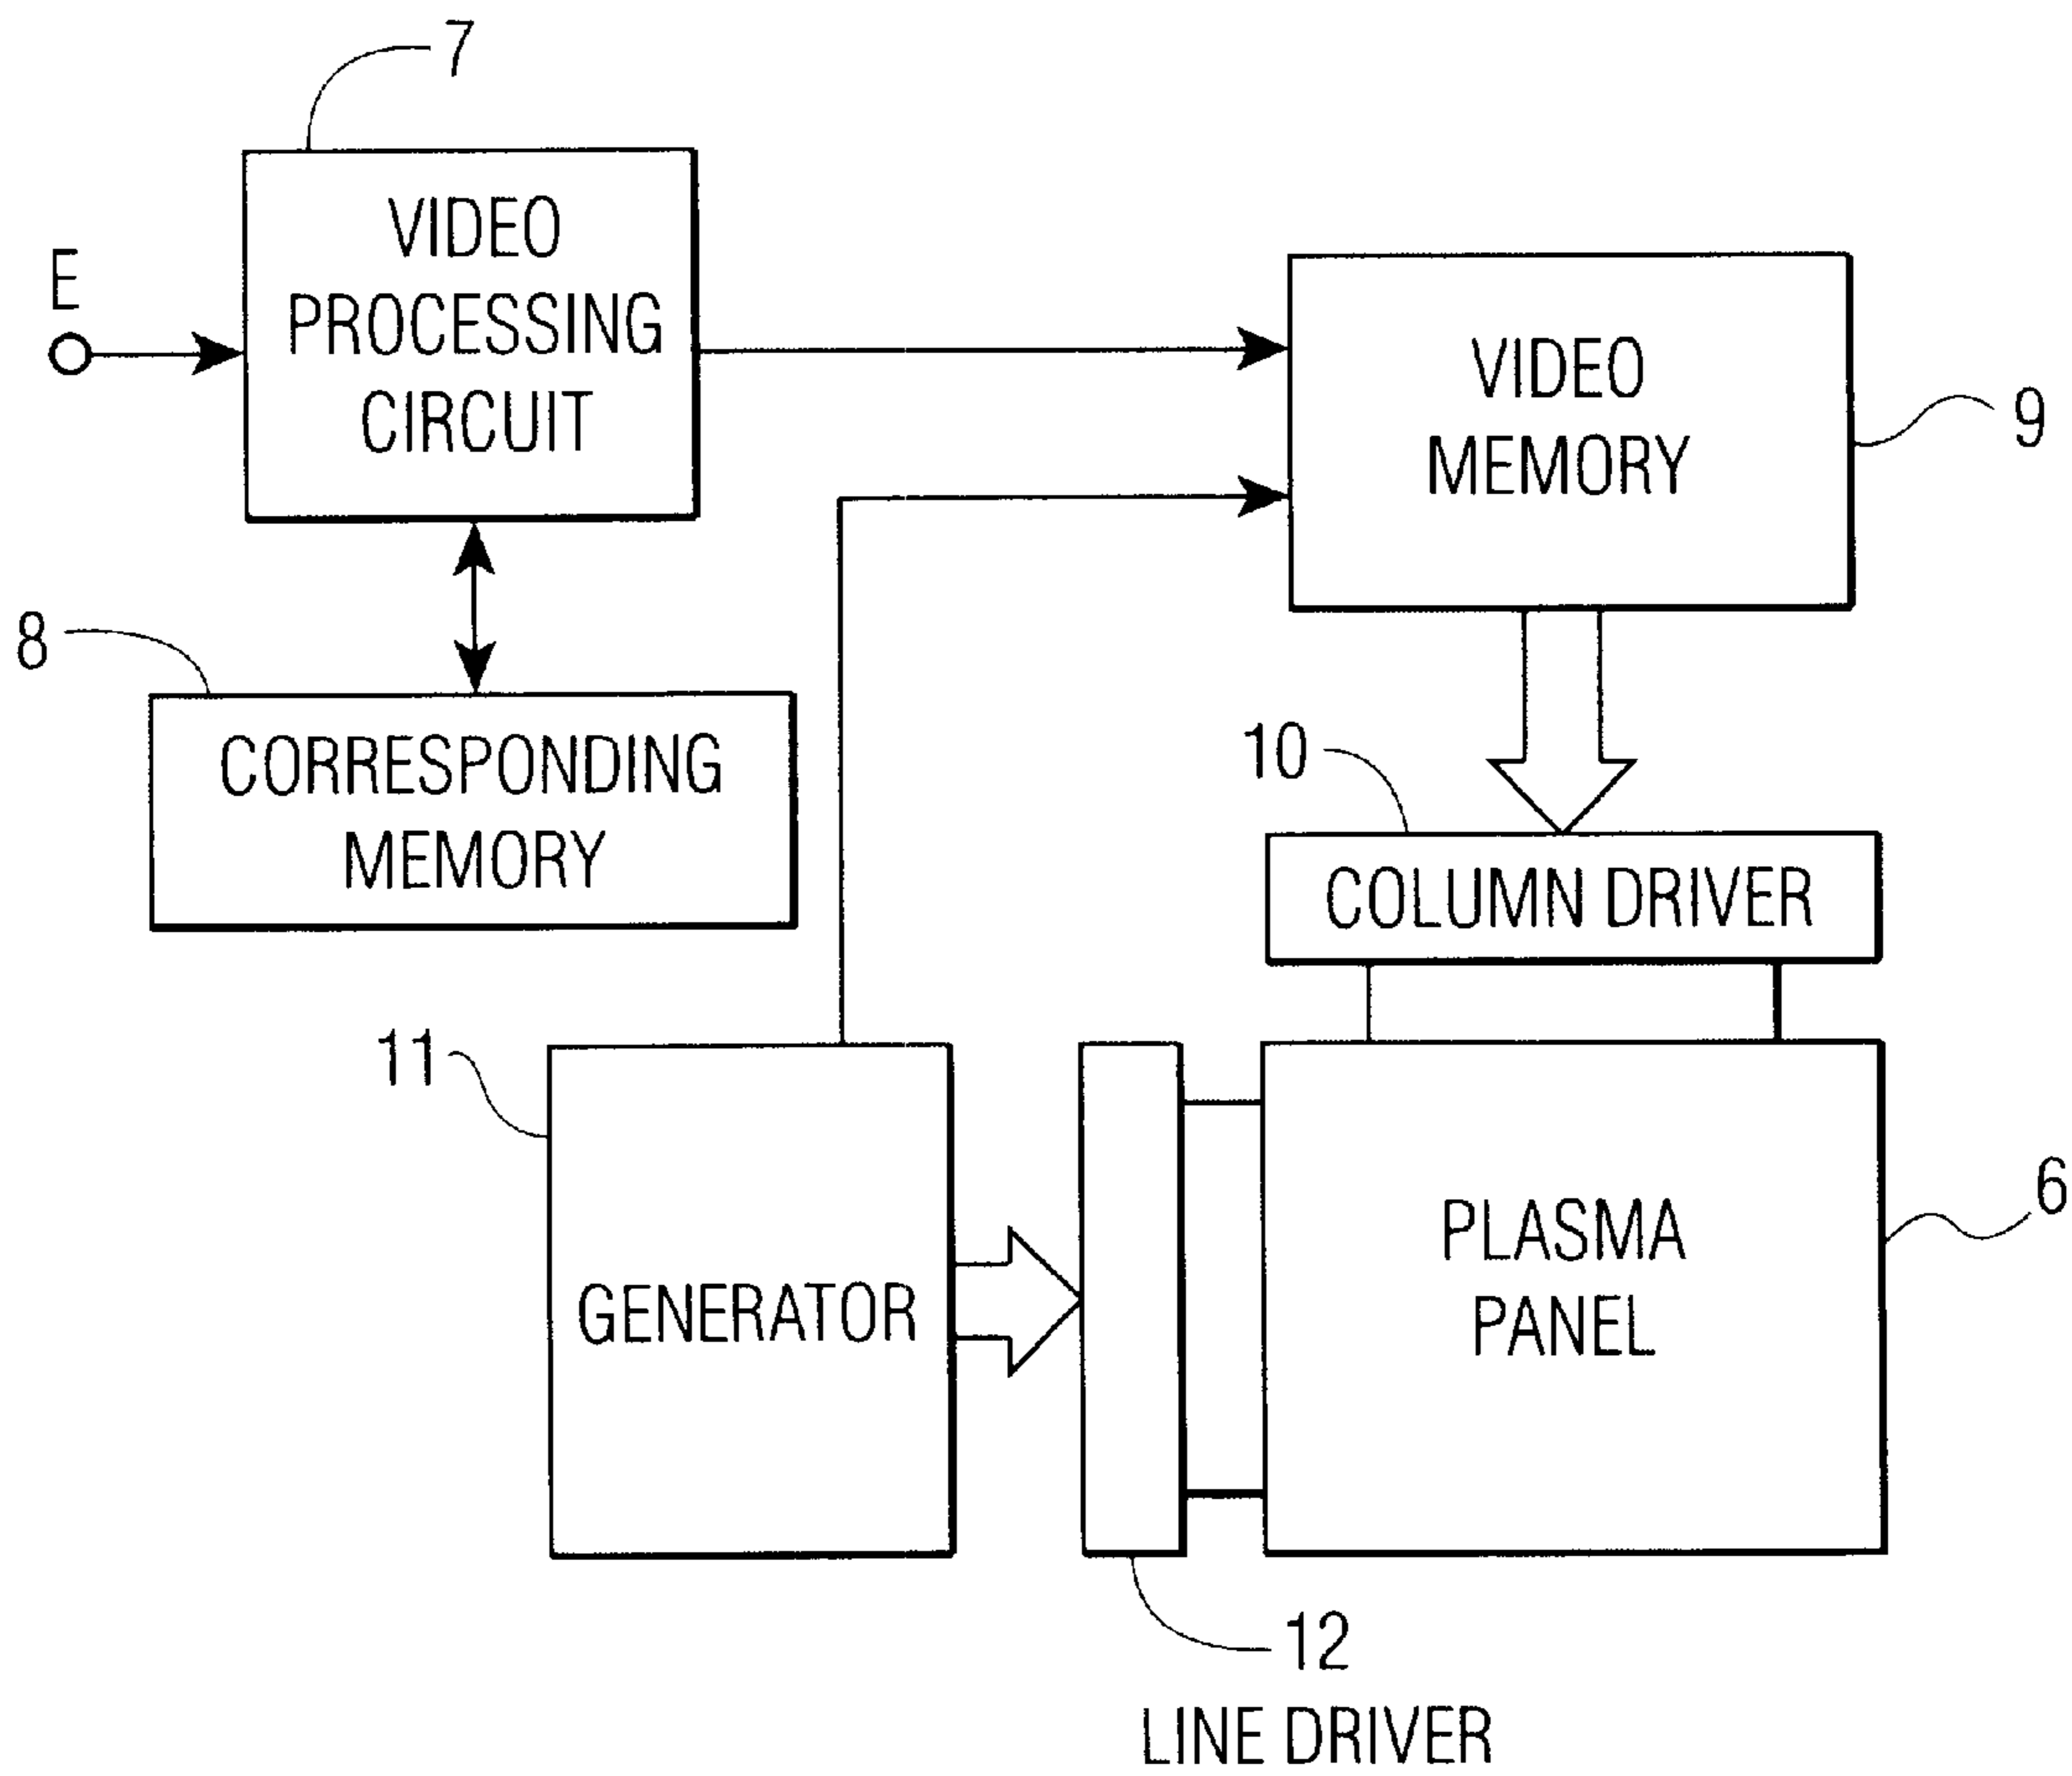 7
VIDEO
PROCESSING
CIRCUIT
E
VIDEO
MEMORY
9
8
CORRESPONDING
MEMORY
10
COLUMN DRIVER
11
GENERATOR
PLASMA
PANEL
6
12
LINE DRIVER